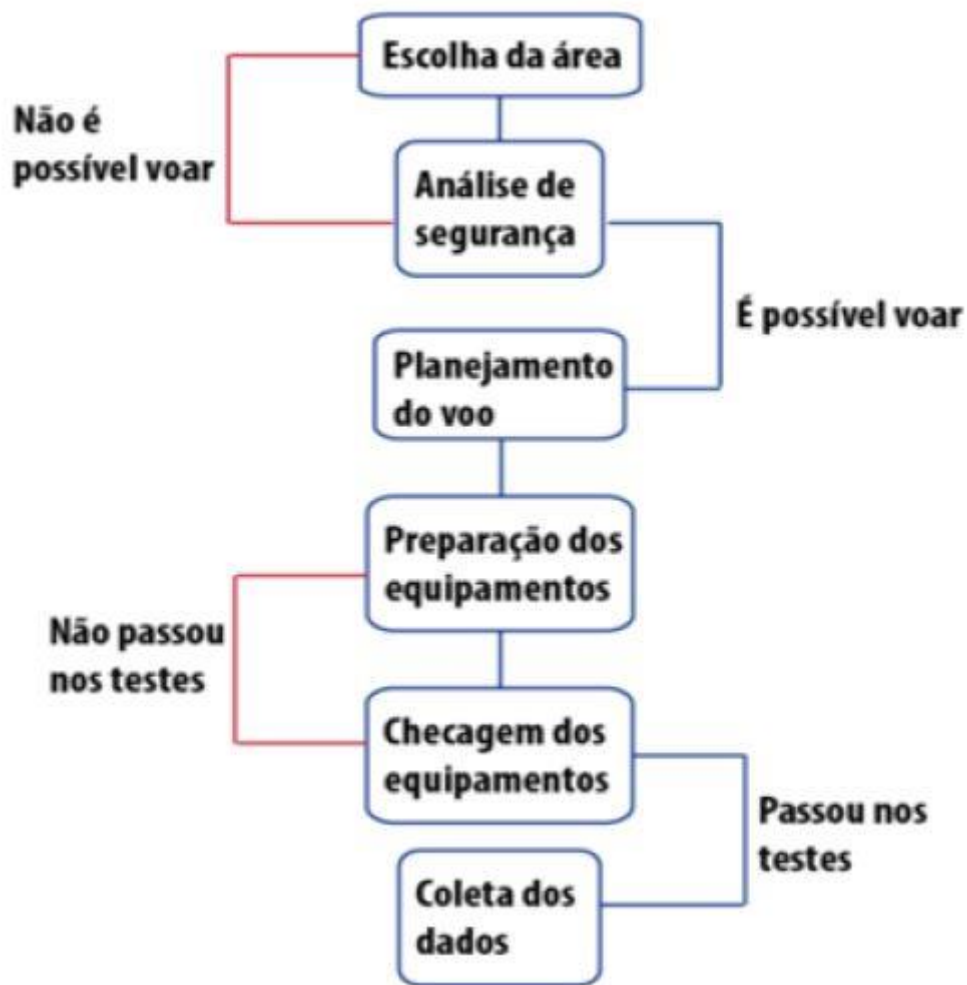 Escolha da área
Não é
possível voar
Análise de
segurança
É possível voar
Planejamento
do voo
Preparação dos
equipamentos
Não passou
nos testes
Checagem dos
equipamentos
Passou nos
testes
Coleta dos
dados